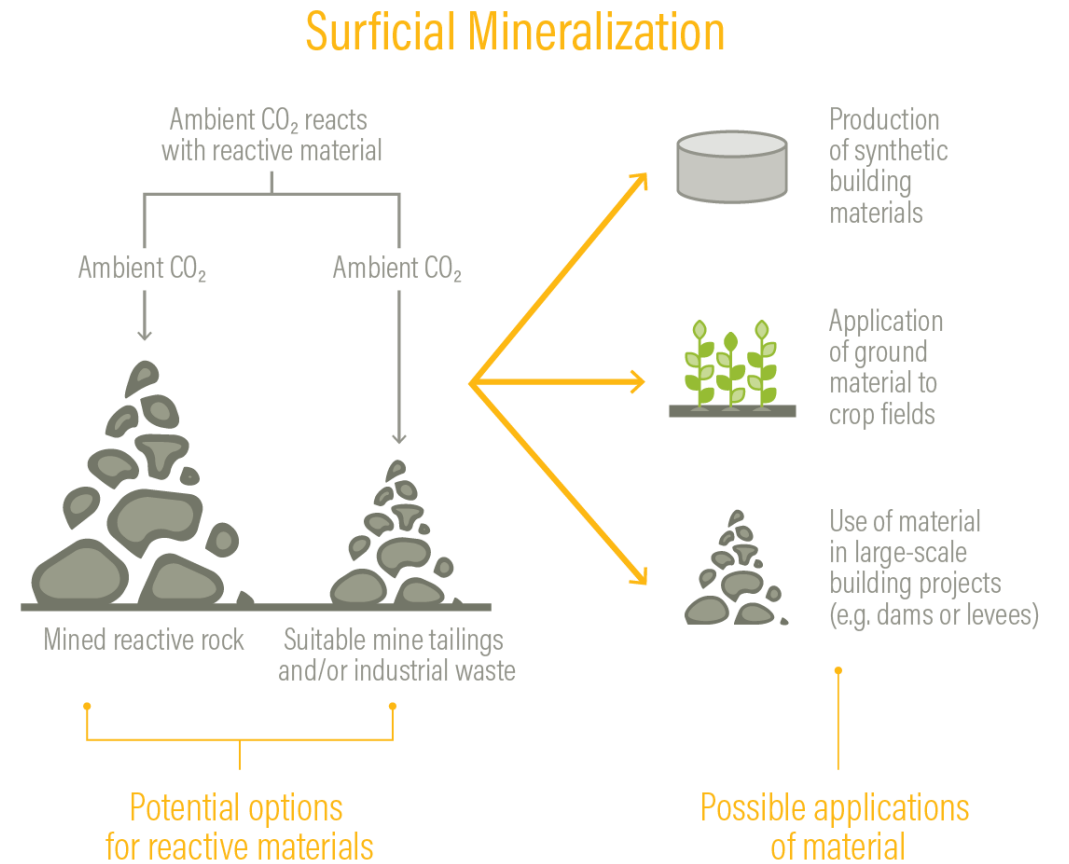 Surficial Mineralization
Ambient CO₂ reacts
with reactive material
Ambient CO₂
Ambient CO₂
Mined reactive rock
Suitable mine tailings
and/or industrial waste
Potential options
for reactive materials
Production
of synthetic
building
materials
Application
of ground
material to
crop fields
Use of material
in large-scale
building projects
(e.g. dams or levees)
Possible applications
of material